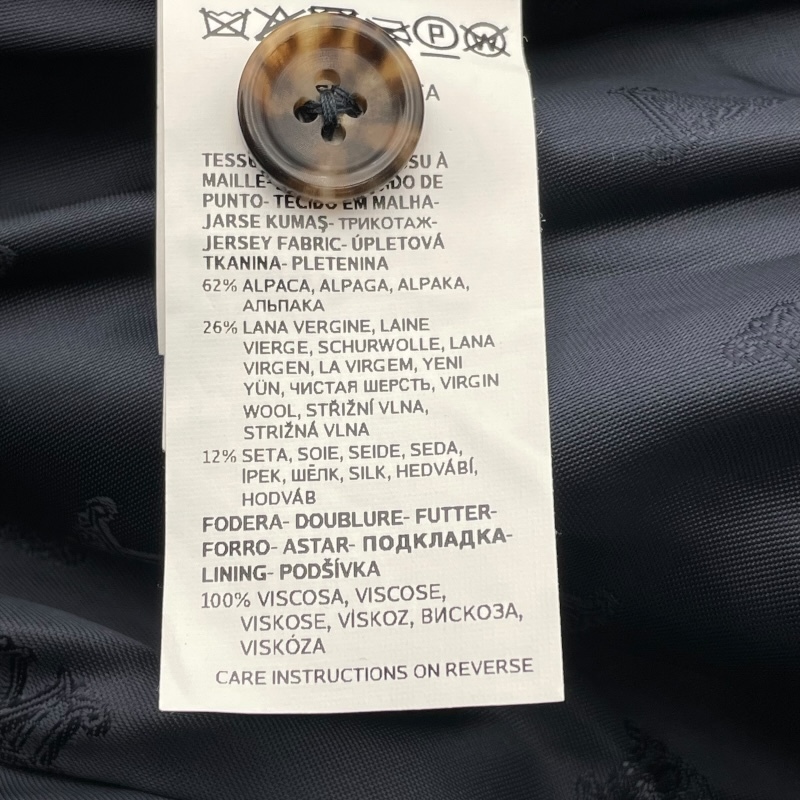 P W
TESSU À
MAILLE- DO DE
PUNTO- TECIDO EM MALHA-
JARSE KUMAŞ- ТРИКОТАЖ-
JERSEY FABRIC- ÚPLETOVÁ
TKANINA- PLETENINA
62% ALPACA, ALPAGA, ALPAKA,
АЛЬПАКА
26% LANA VERGINE, LAINE
VIERGE, SCHURWOLLE, LANA
VIRGEN, LA VIRGEM, YENI
YÜN, ЧИСТАЯ ШЕРСТЬ, VIRGIN
WOOL, STŘIŽNÍ VLNA,
STRIŽNÁ VLNA
12% SETA, SOIE, SEIDE, SEDA,
İPEK, ШЁЛК, SILK, HEDVÁBÍ,
HODVÁB
FODERA- DOUBLURE- FUTTER-
FORRO- ASTAR- ПОДКЛАДКА-
LINING- PODŠÍVKA
100% VISCOSA, VISCOSE,
VISKOSE, VİSKOZ, ВИСКОЗА,
VISKÓZA
CARE INSTRUCTIONS ON REVERSE